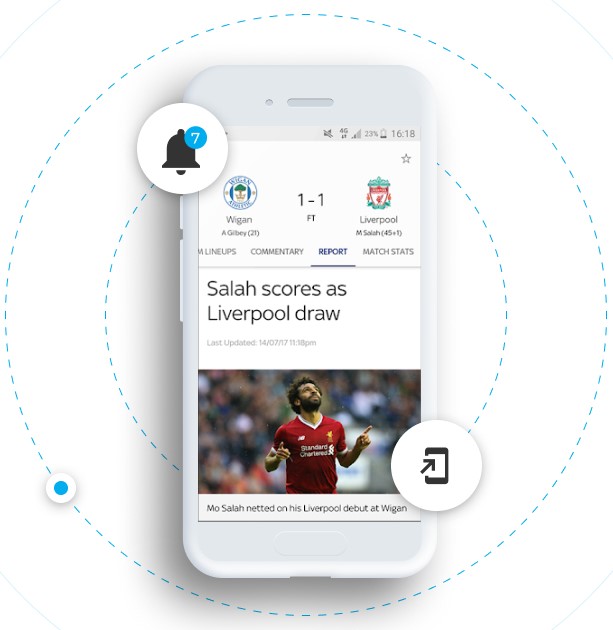 7
4G 23% 16:18
WIGAN
ATHLETIC
1-1
FT
Wigan
Liverpool
A Gilbey (21)
M Salah (45+1)
M LINEUPS COMMENTARY REPORT MATCH STATS
Salah scores as
Liverpool draw
Last Updated: 14/07/17 11:18pm
Standard
Chartered
Mo Salah netted on his Liverpool debut at Wigan